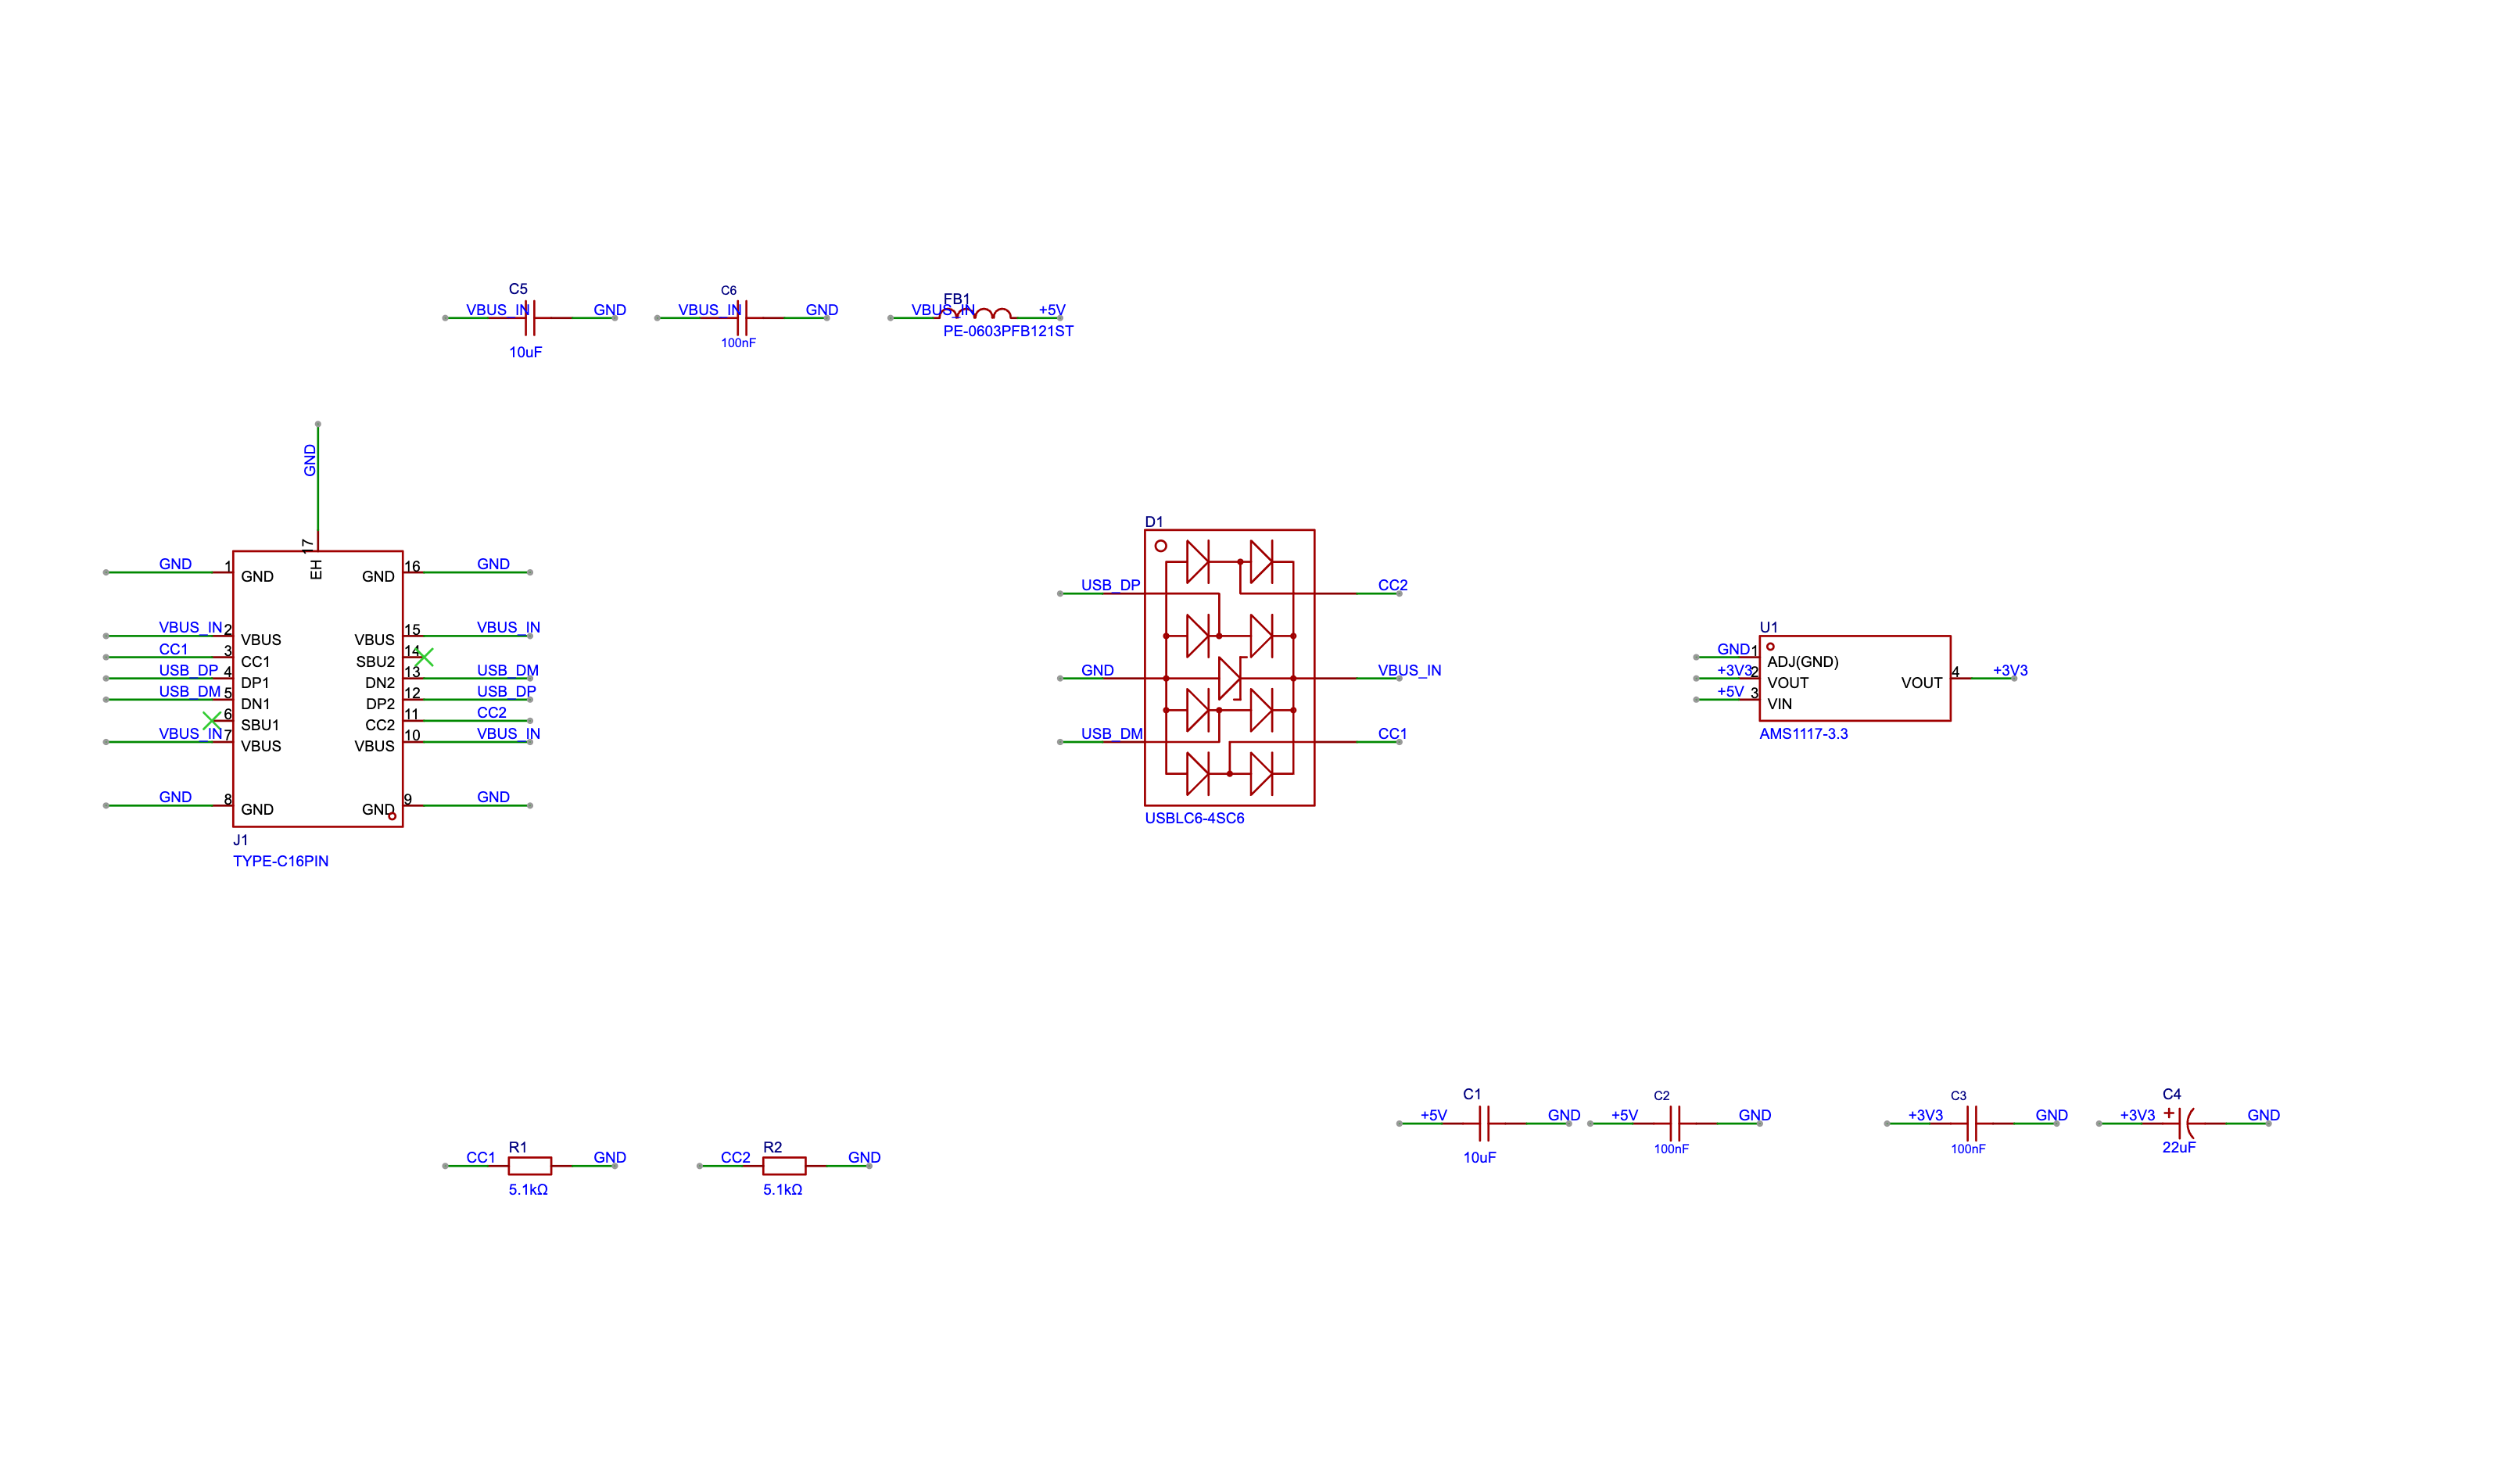 C5
VBUS_IN
GND
10uF
C6
VBUS_IN
GND
100nF
FB1
VBUS_IN
+5V
PE-0603PFB121ST
GND
17
EH
GND
1
GND
VBUS_IN
2
VBUS
CC1
3
CC1
USB_DP
4
DP1
USB_DM
5
DN1
6
SBU1
VBUS_IN
7
VBUS
GND
8
GND
16
GND
GND
15
VBUS_IN
VBUS
14
SBU2
13
USB_DM
DN2
12
USB_DP
DP2
11
CC2
CC2
10
VBUS_IN
VBUS
9
GND
GND
J1
TYPE-C16PIN
D1
USB_DP
CC2
GND
VBUS_IN
USB_DM
CC1
USBLC6-4SC6
U1
GND
1
ADJ(GND)
+3V3
2
VOUT
+5V
3
VIN
VOUT
4
+3V3
AMS1117-3.3
C1
+5V
GND
10uF
C2
+5V
GND
100nF
C3
+3V3
GND
100nF
C4
+3V3
+
GND
22uF
R1
CC1
GND
5.1kΩ
R2
CC2
GND
5.1kΩ